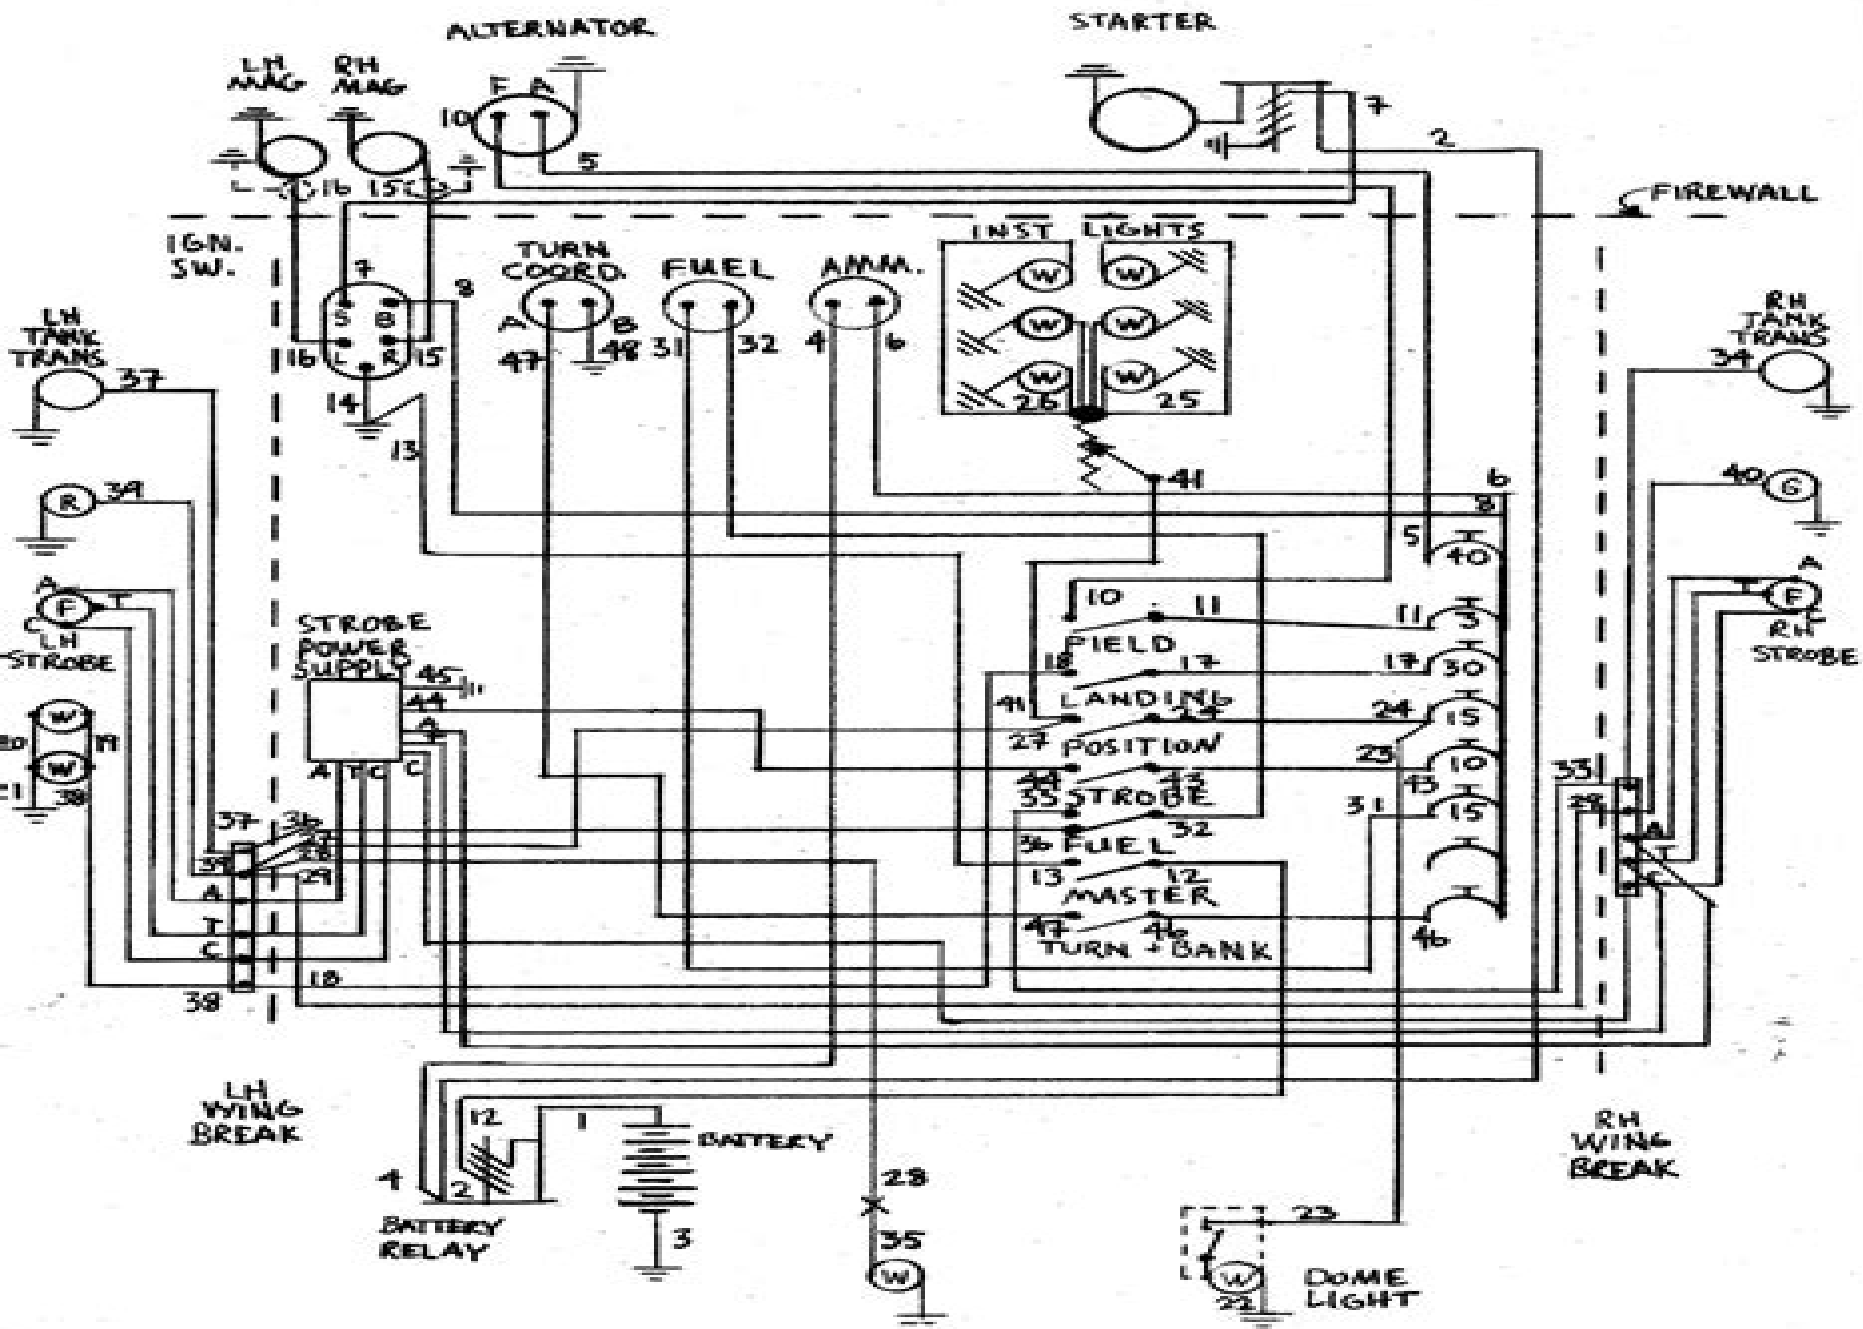 ALTERNATOR
STARTER
LH
MAG
RH
MAG
F A
10
7
2
5
16 15
FIREWALL
IGN.
SW.
7
8
S B
L R
16
15
14
13
TURN
COORD.
A
B
47
48
FUEL
31
32
AMM.
4
6
INST LIGHTS
W W
W W
W W
26
25
41
LH
TANK
TRANS
37
R
39
A
F T
C
LH
STROBE
W
W
19
38
RH
TANK
TRANS
34
40
G
A
T F
RH
STROBE
6
8
5
40
10
11
11
5
FIELD
18
17
17
30
LANDING
41
24
24
15
27
POSITION
23
10
44
43
43
STROBE
35
31
15
32
36
FUEL
13
12
MASTER
47
46
46
TURN + BANK
STROBE
POWER
SUPPLY
45
44
A
A T C C
37
36
39
28
29
A
T
C
18
38
33
29
A
T
C
LH
WING
BREAK
RH
WING
BREAK
12
1
BATTERY
4
2
3
BATTERY
RELAY
28
35
W
23
W
22
DOME
LIGHT